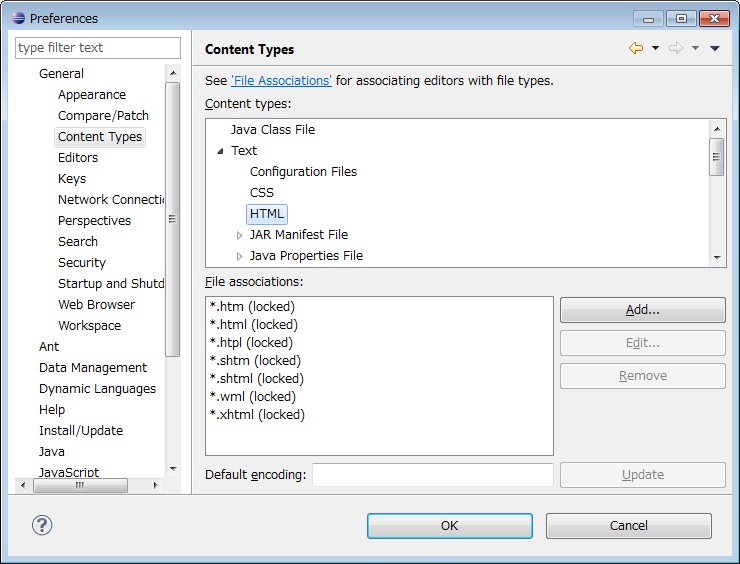 Preferences
type filter text
General
Appearance
Compare/Patch
Content Types
Editors
Keys
Network Connectio
Perspectives
Search
Security
Startup and Shutd
Web Browser
Workspace
Ant
Data Management
Dynamic Languages
Help
Install/Update
Java
JavaScript
Content Types
See 'File Associations' for associating editors with file types.
Content types:
Java Class File
Text
Configuration Files
CSS
HTML
JAR Manifest File
Java Properties File
File associations:
*.htm (locked)
*.html (locked)
*.htpl (locked)
*.shtm (locked)
*.shtml (locked)
*.wml (locked)
*.xhtml (locked)
Add...
Edit...
Remove
Default encoding:
Update
?
OK
Cancel